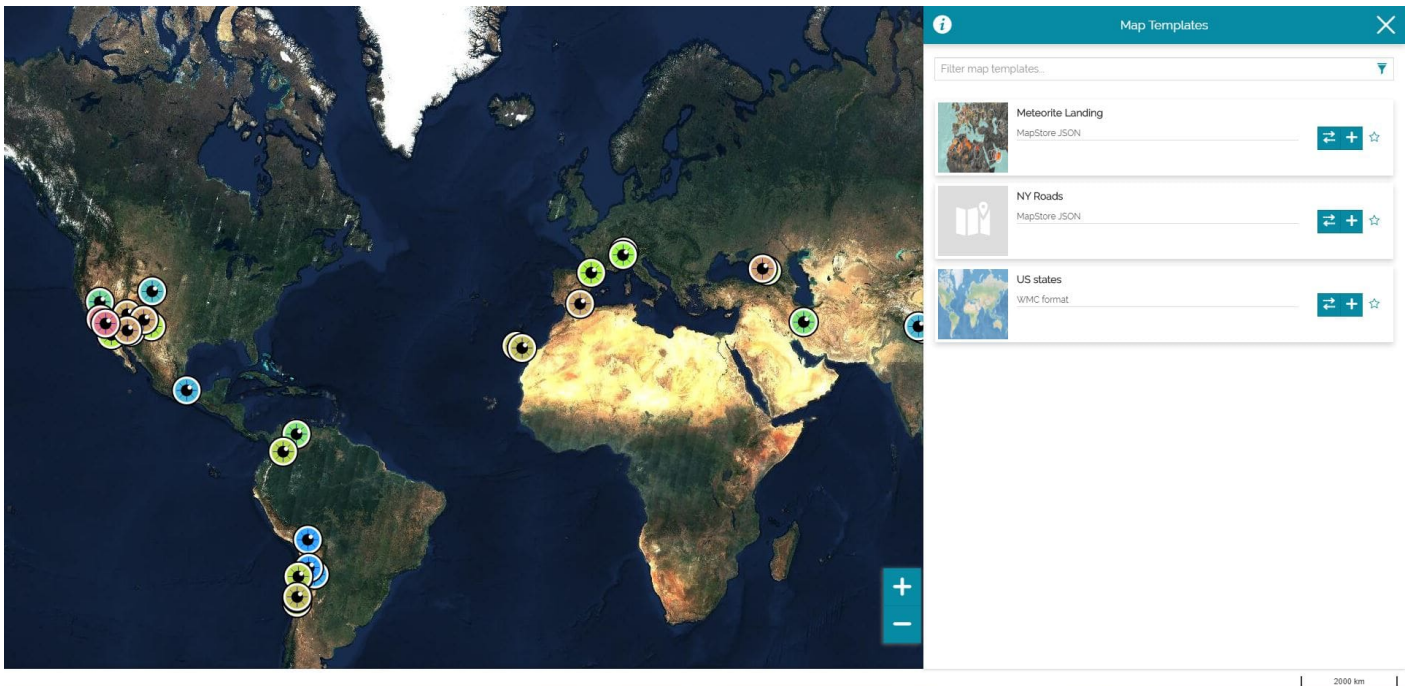 Map Templates
Filter map templates...
Meteorite Landing
MapStore JSON
NY Roads
MapStore JSON
US states
WMC format
2000 km